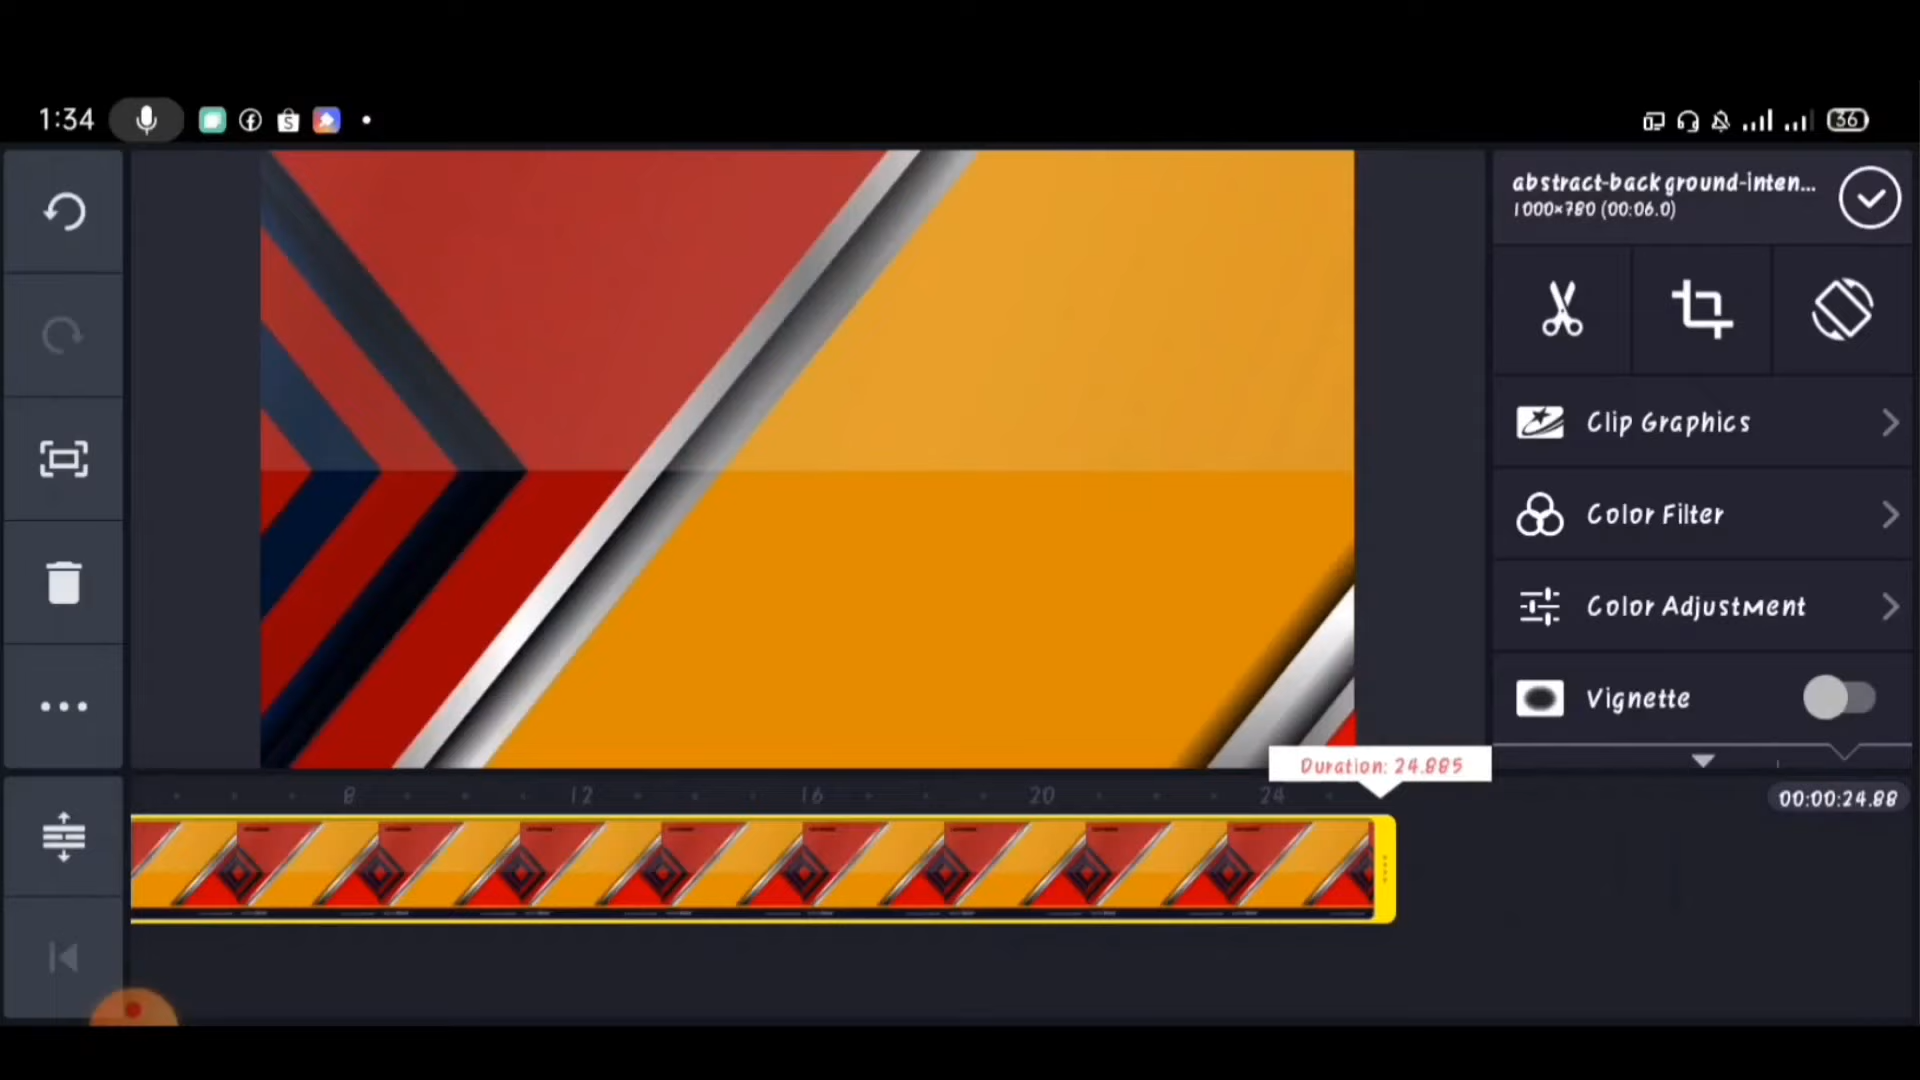 1:34
36
abstract-background-inten...
1000×780 (00:06.0)
Clip Graphics
Color Filter
Color Adjustment
Vignette
Duration: 24.885
8 12 16 20 24
00:00:24.88